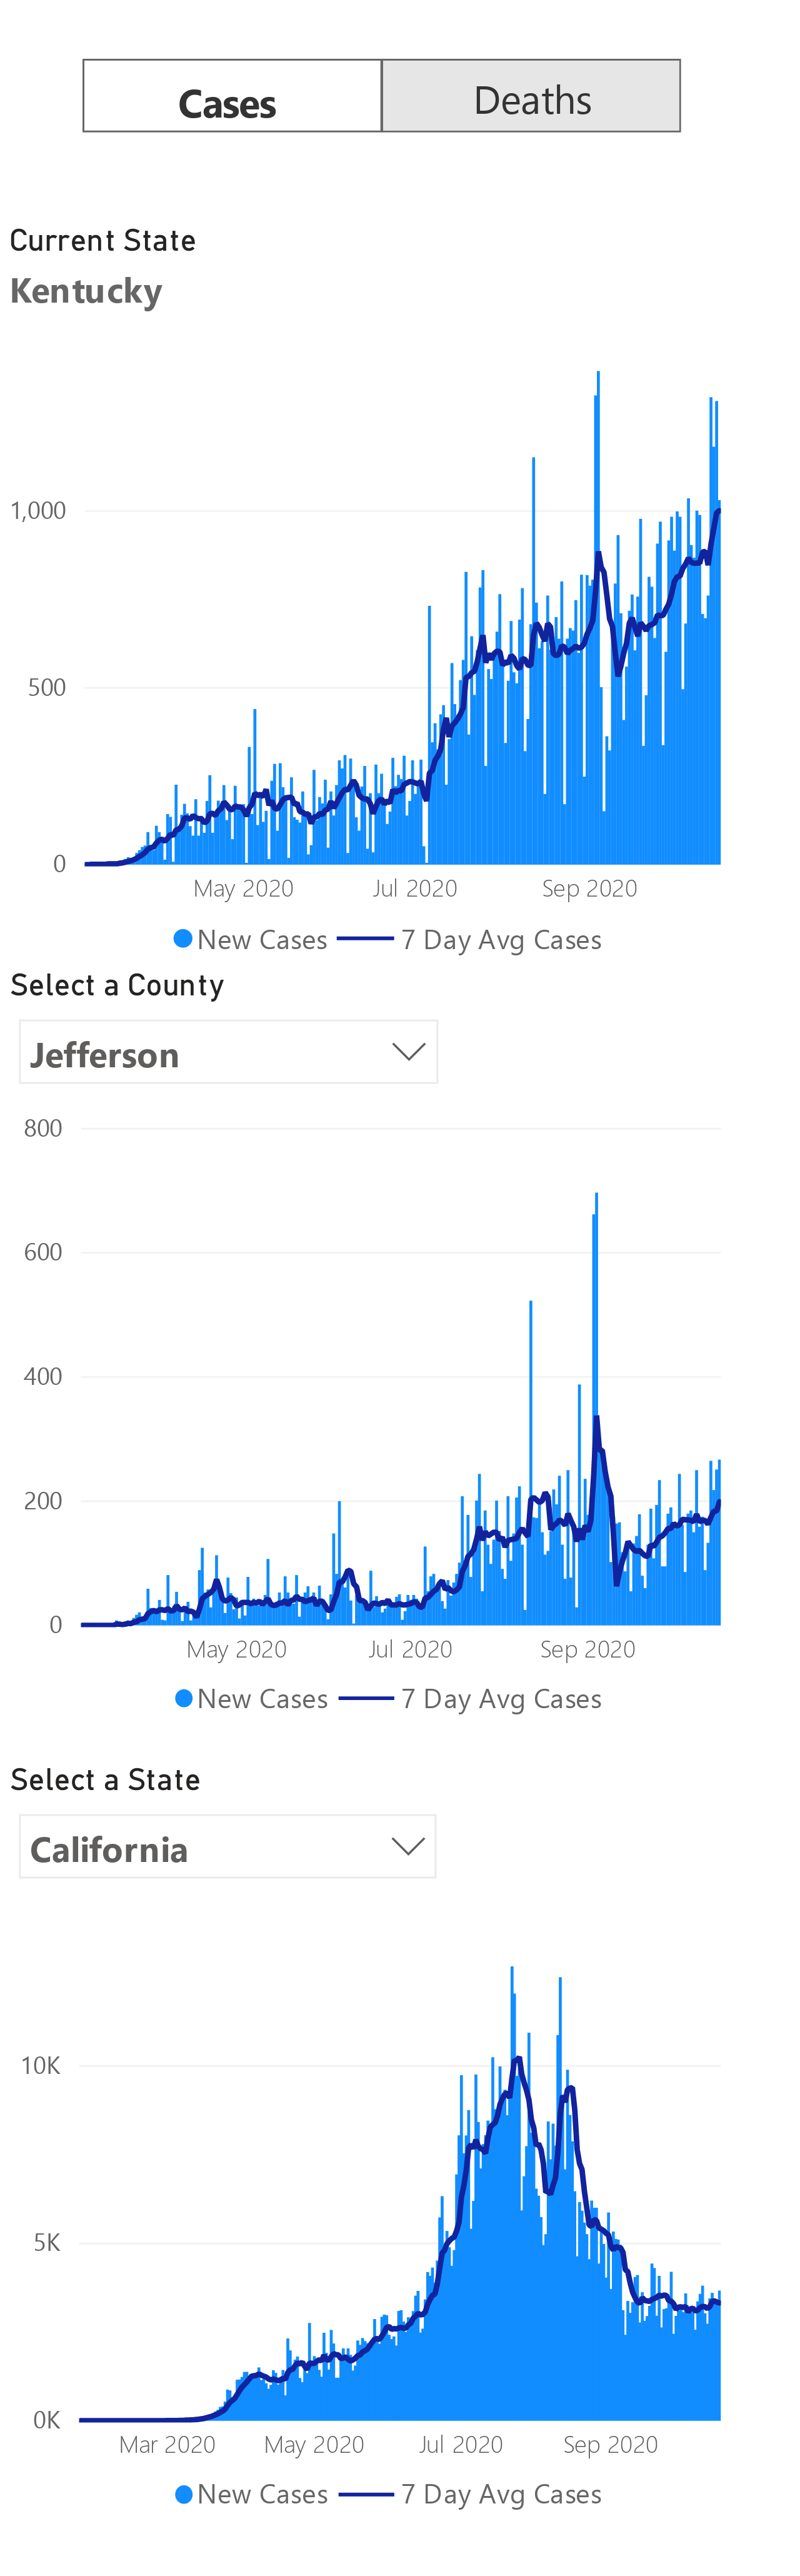 Cases Deaths
Current State
Kentucky
1,000
500
0
May 2020 Jul 2020 Sep 2020
New Cases 7 Day Avg Cases
Select a County
Jefferson
800
600
400
200
0
May 2020 Jul 2020 Sep 2020
New Cases 7 Day Avg Cases
Select a State
California
10K
5K
0K
Mar 2020 May 2020 Jul 2020 Sep 2020
New Cases 7 Day Avg Cases